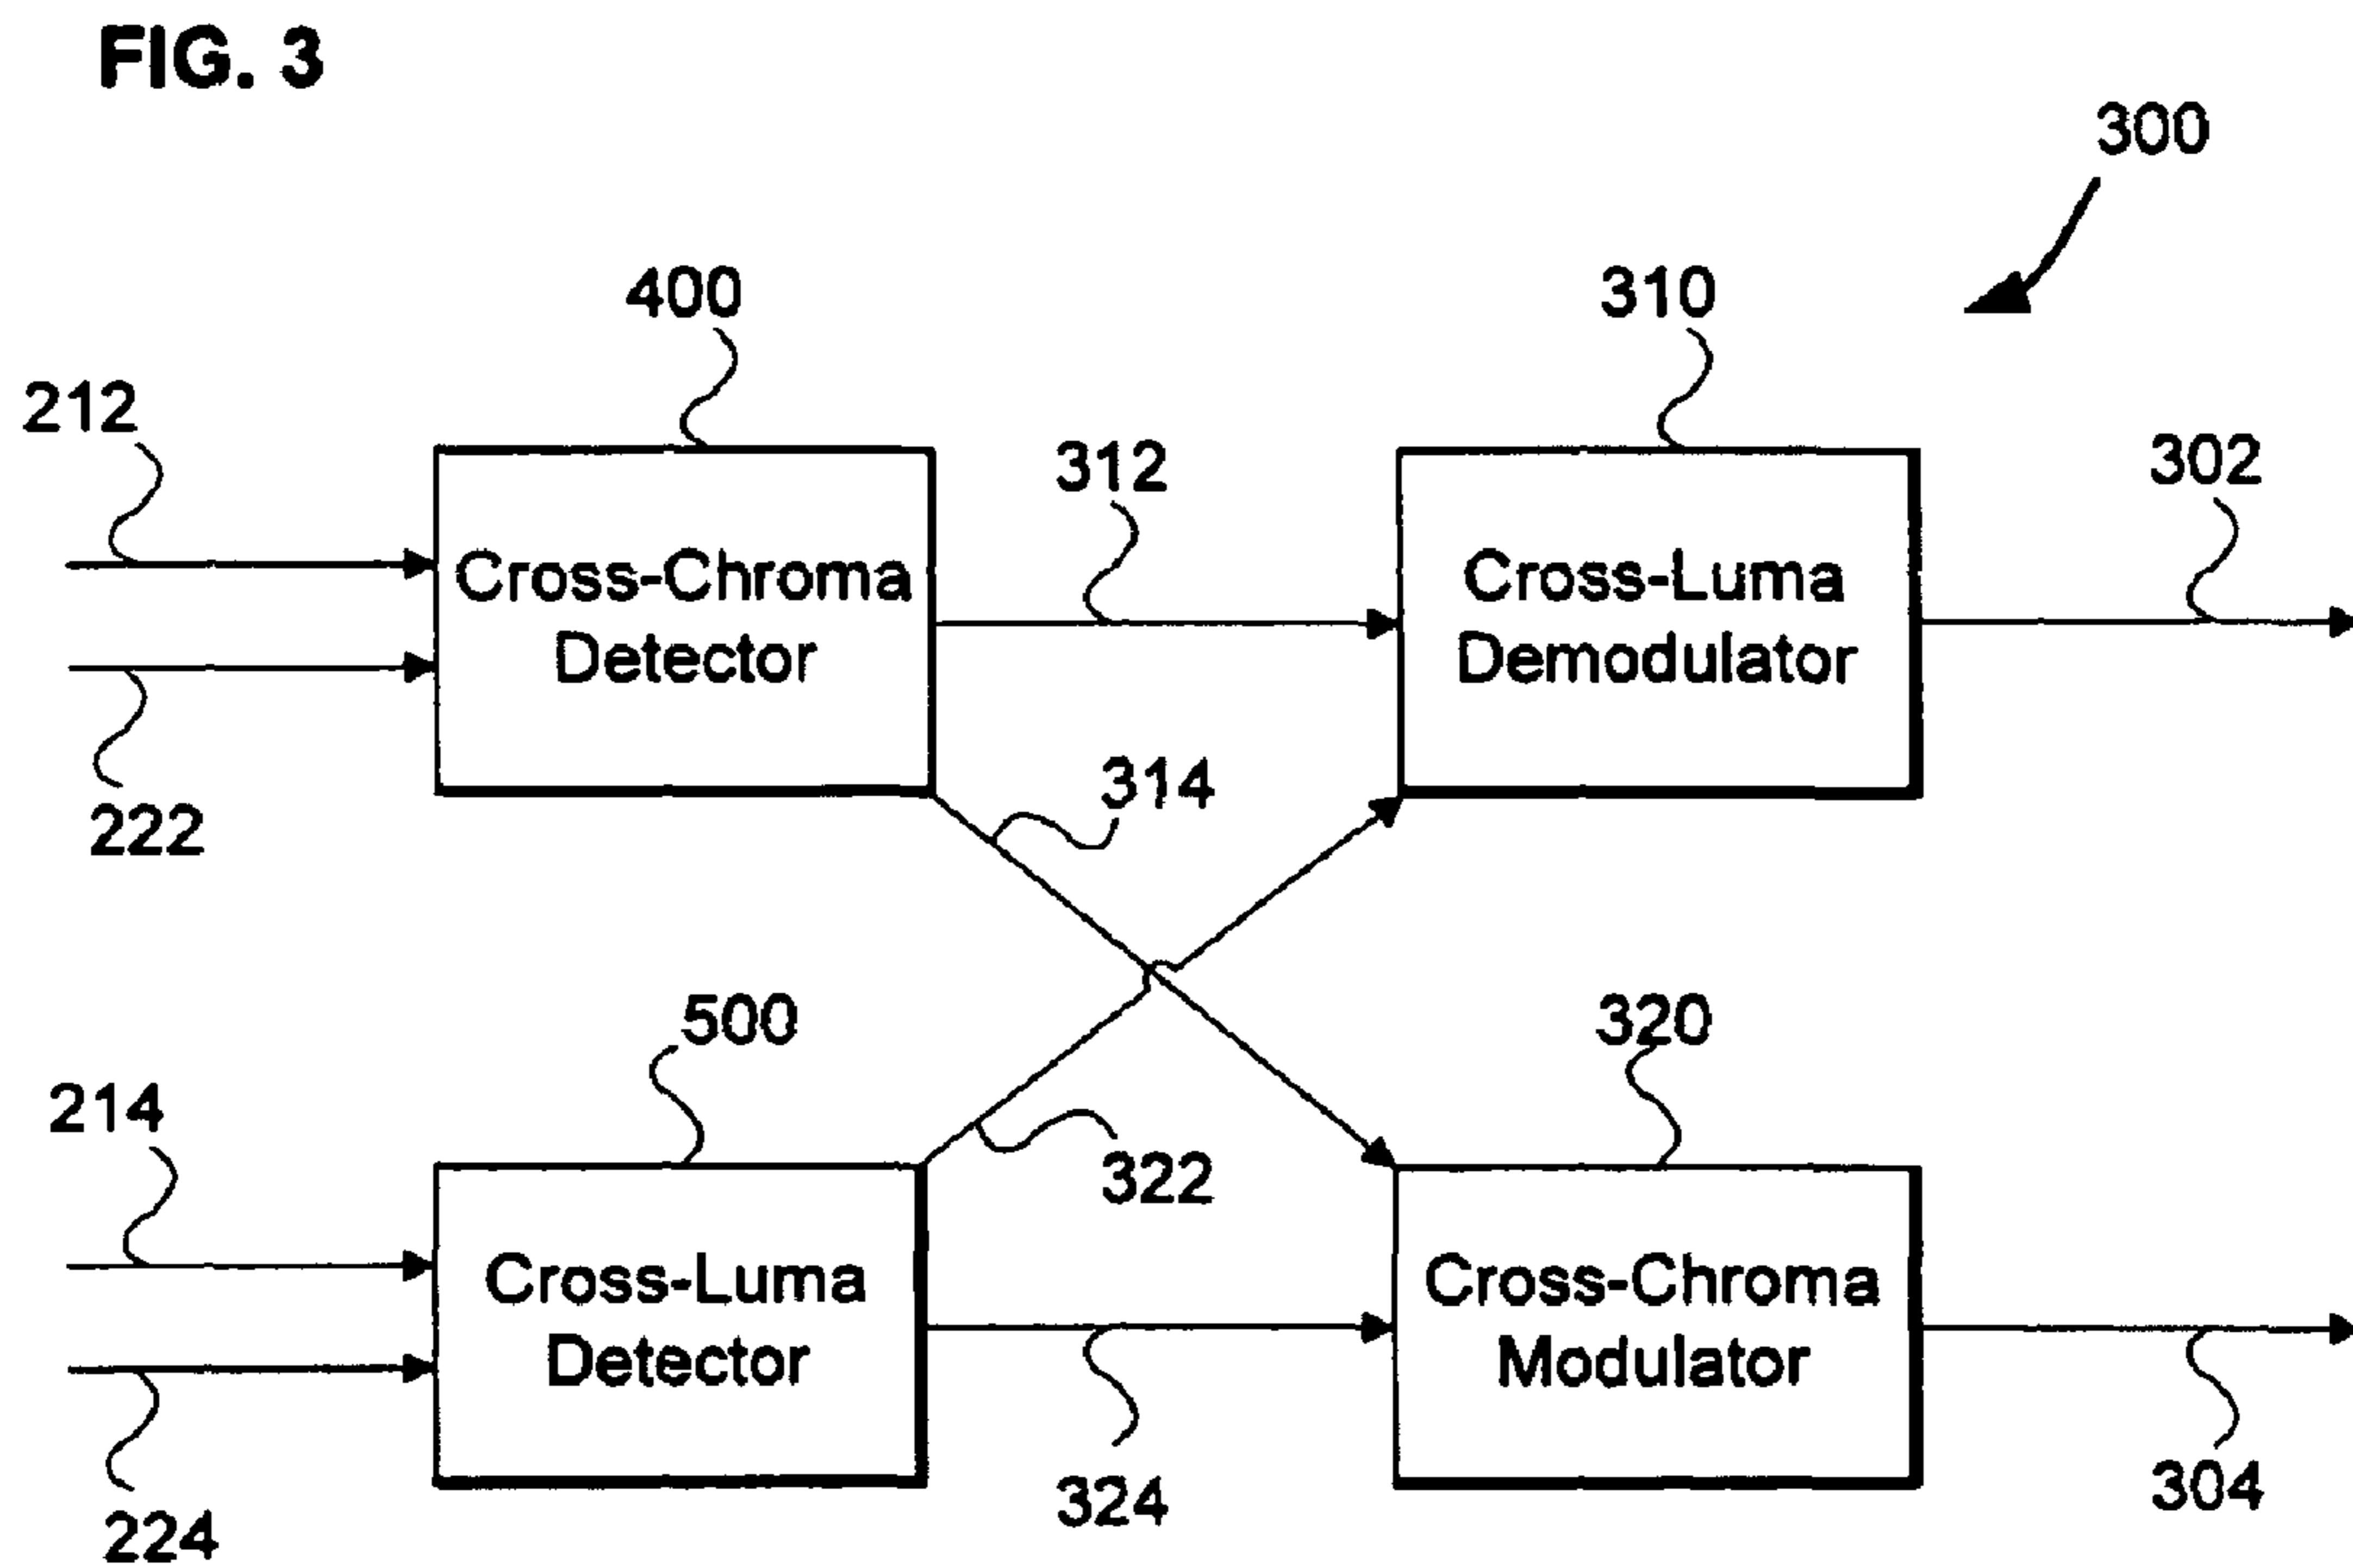 FIG. 3
300
400
310
212
312
302
Cross-Chroma
Detector
Cross-Luma
Demodulator
222
314
500
320
214
322
Cross-Luma
Detector
Cross-Chroma
Modulator
224
324
304